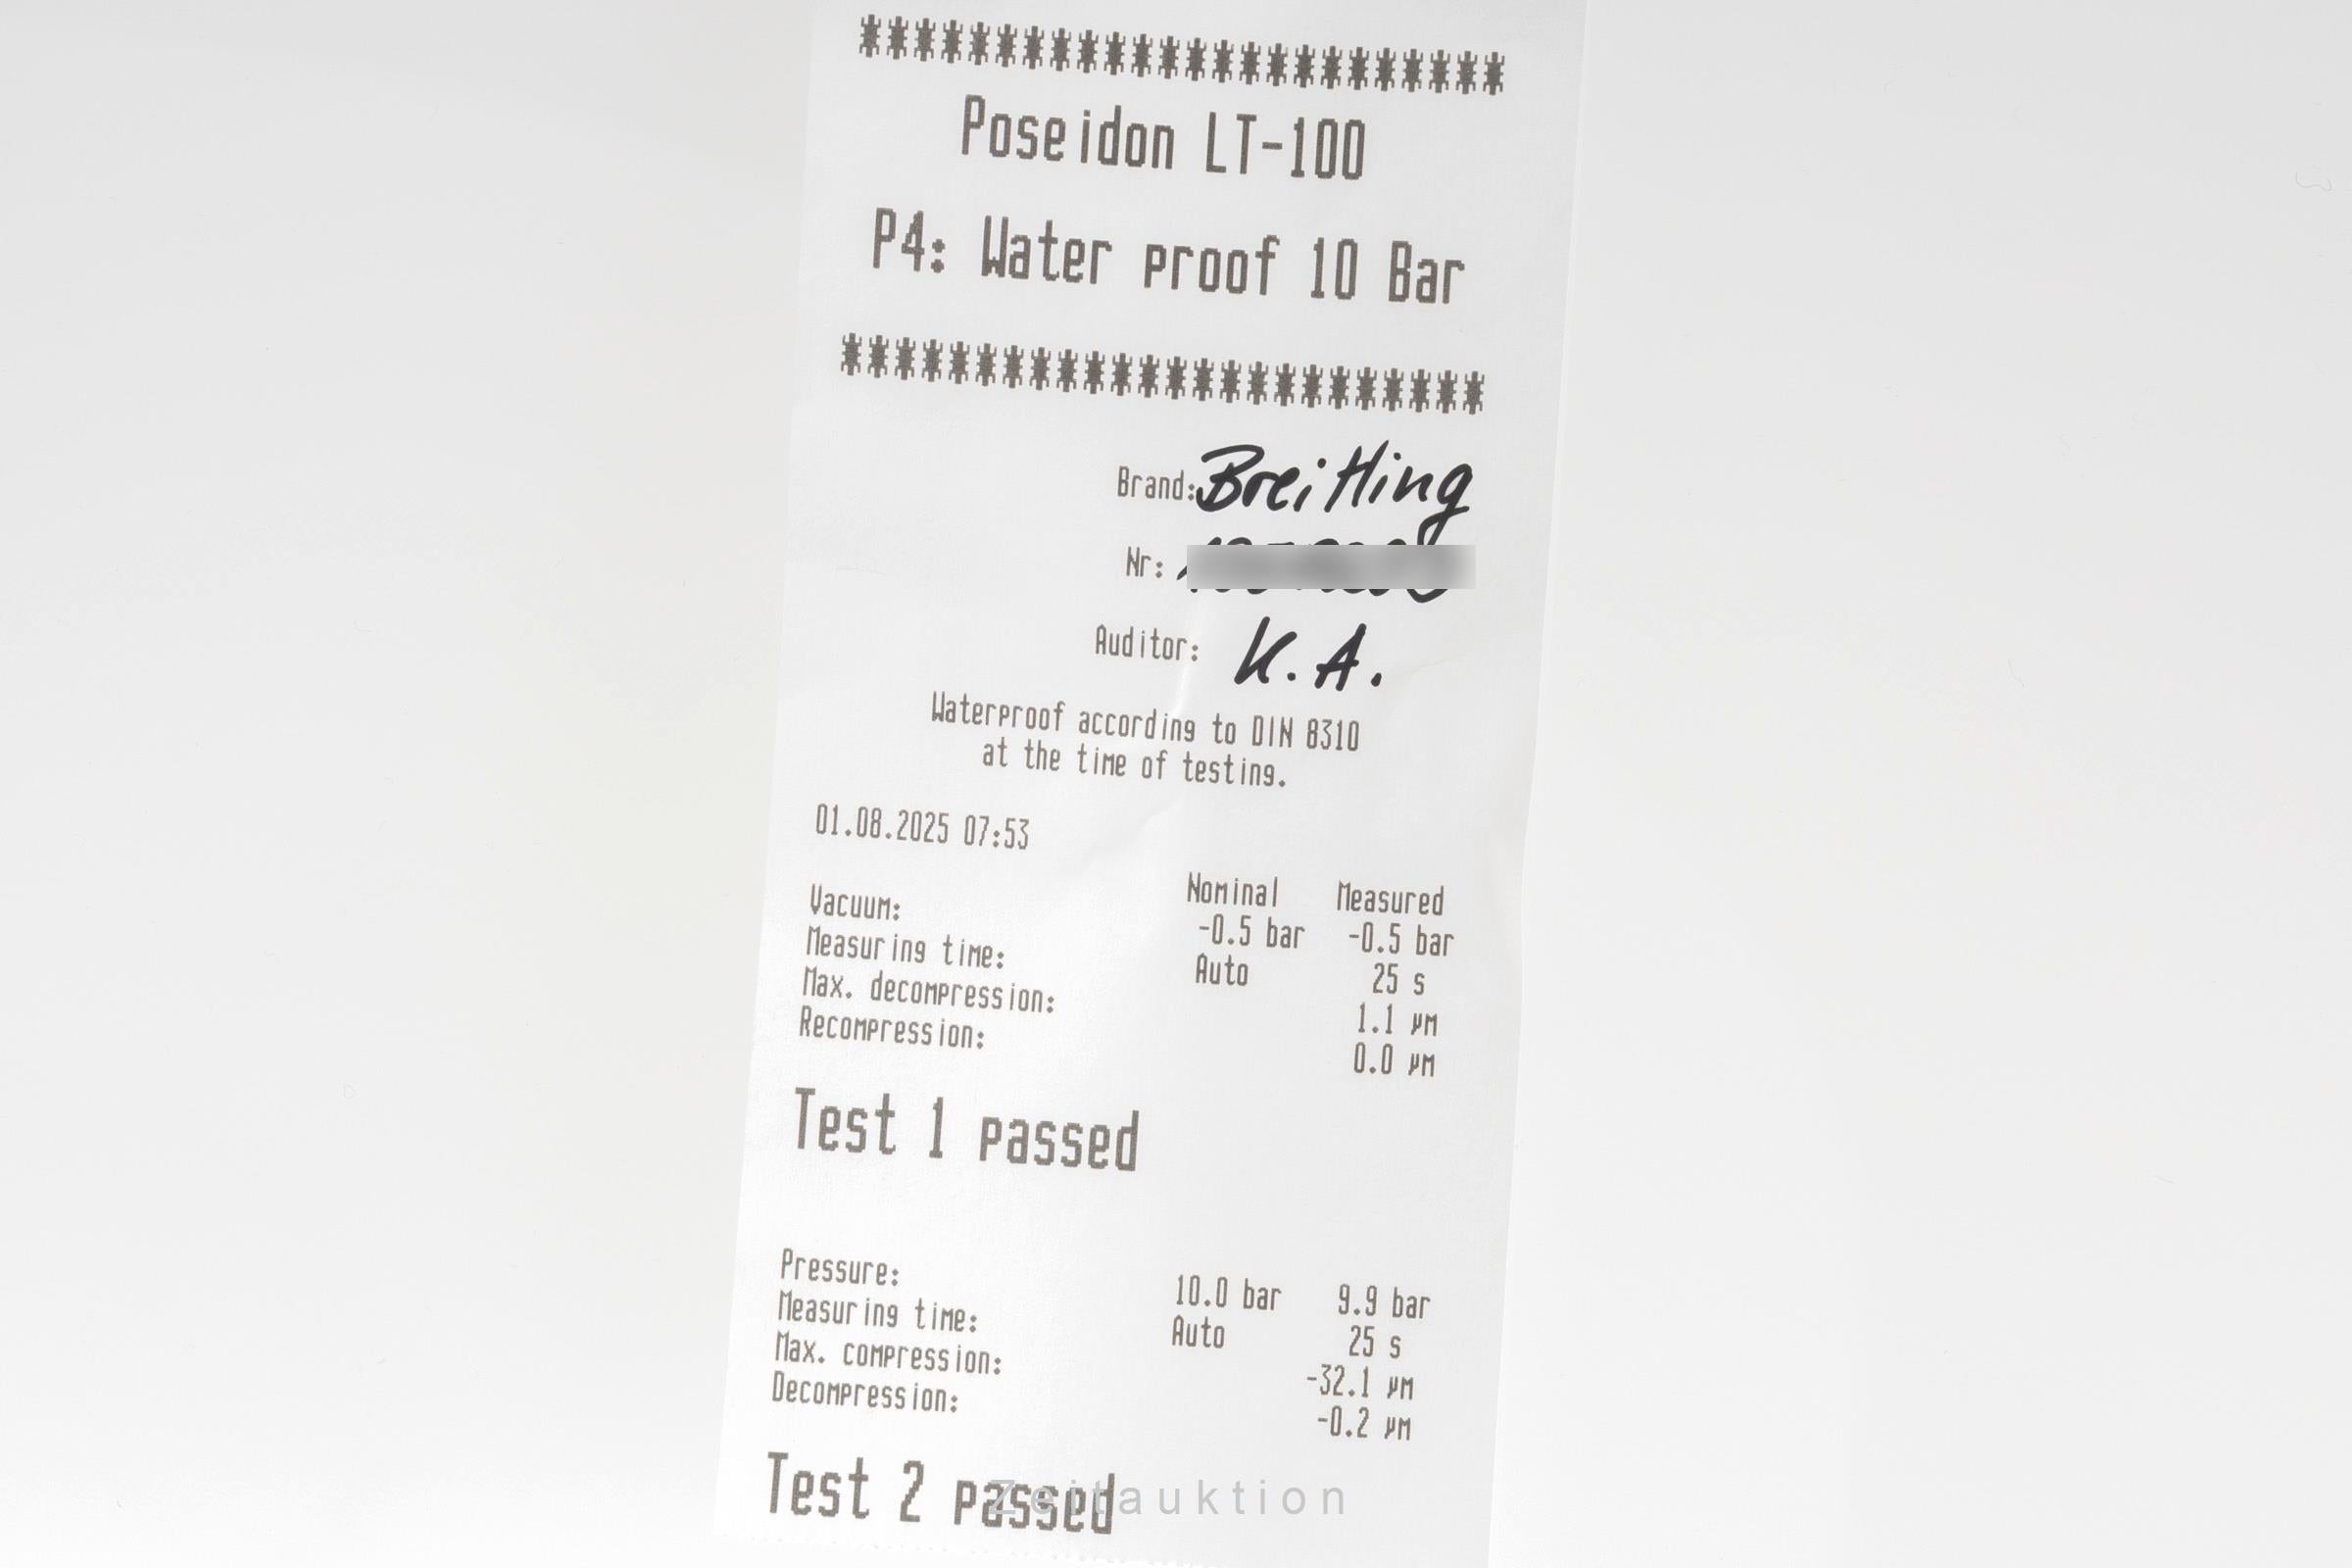 ************************
Poseidon LT-100
P4: Water proof 10 Bar
************************
Brand: Breitling
Nr:
Auditor: K.A.
Waterproof according to DIN 8310
at the time of testing.
01.08.2025 07:53
Nominal Measured
Vacuum: -0.5 bar -0.5 bar
Measuring time: Auto 25 s
Max. decompression: 1.1 µm
Recompression: 0.0 µm
Test 1 passed
Pressure: 10.0 bar 9.9 bar
Measuring time: Auto 25 s
Max. compression: -32.1 µm
Decompression: -0.2 µm
Test 2 passed
Zeitauktion